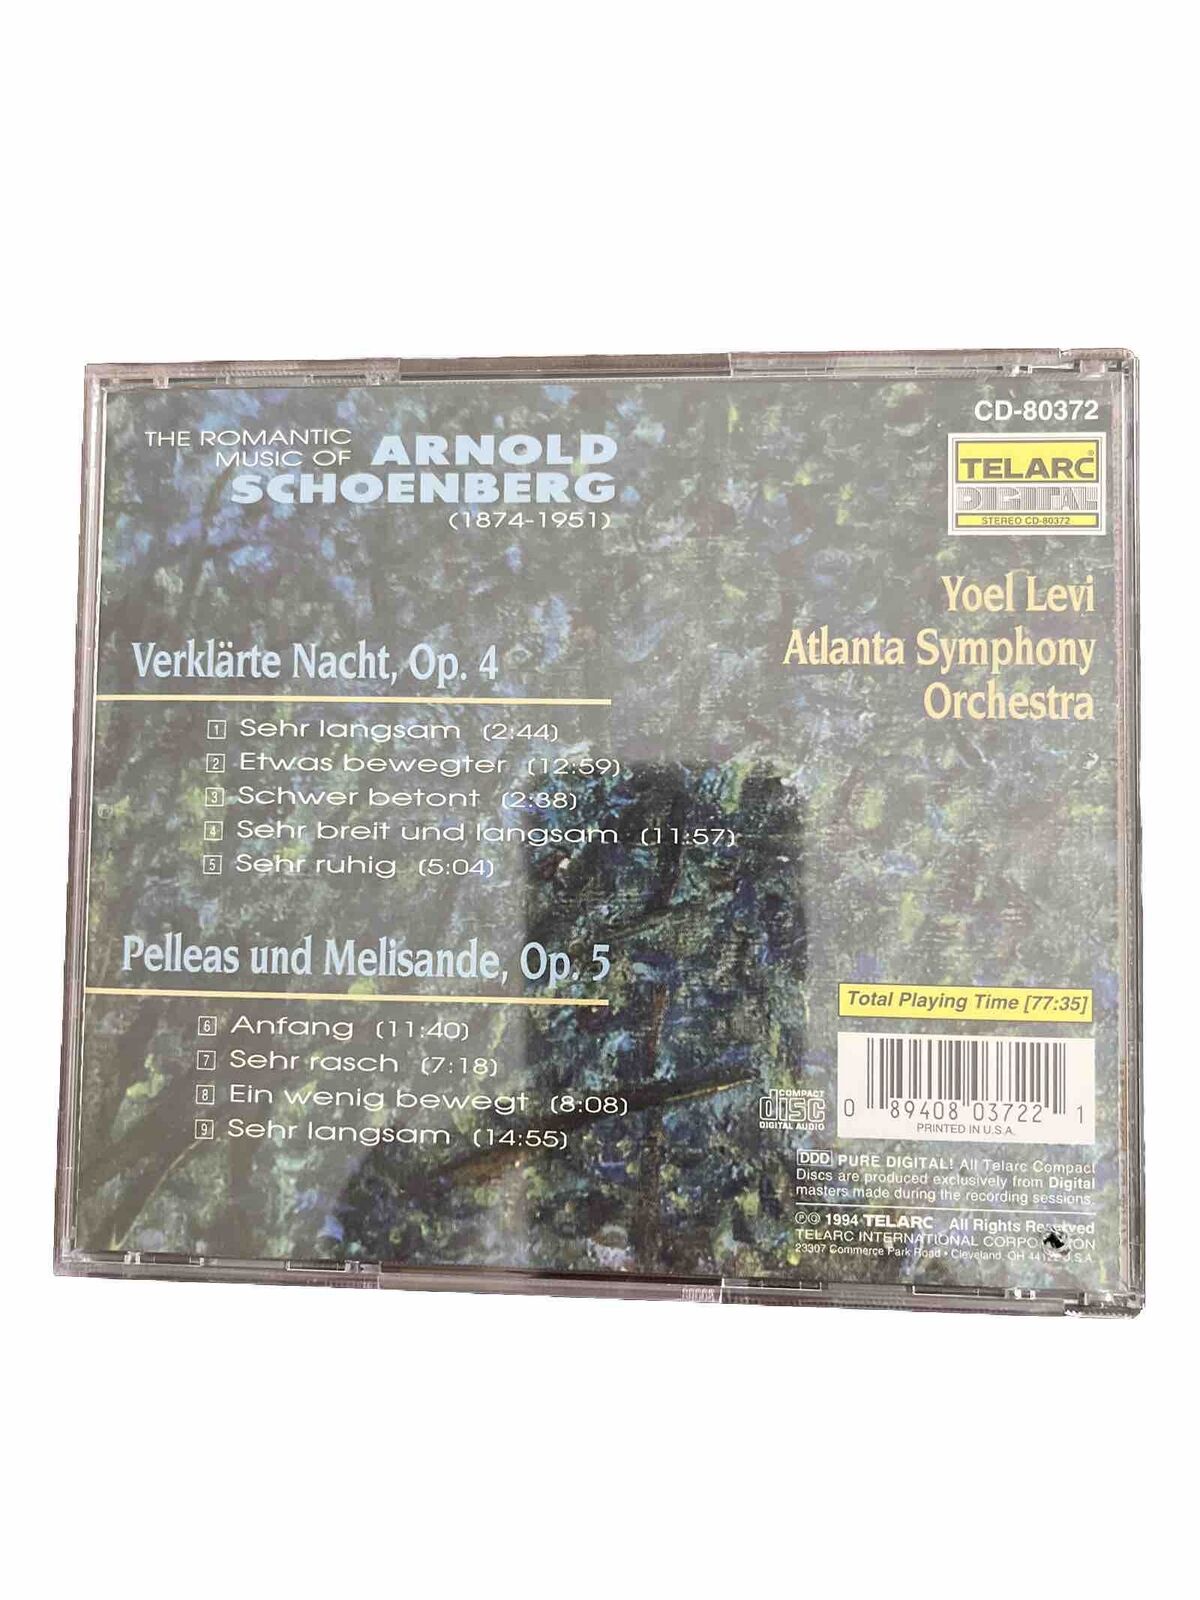 THE ROMANTIC
MUSIC OF ARNOLD
SCHOENBERG
(1874-1951)
CD-80372
TELARC®
DIGITAL
STEREO CD-80372
Yoel Levi
Atlanta Symphony
Orchestra
Verklärte Nacht, Op. 4
1 Sehr langsam (2:44)
2 Etwas bewegter (12:59)
3 Schwer betont (2:38)
4 Sehr breit und langsam (11:57)
5 Sehr ruhig (5:04)
Pelleas und Melisande, Op. 5
6 Anfang (11:40)
7 Sehr rasch (7:18)
8 Ein wenig bewegt (8:08)
9 Sehr langsam (14:55)
Total Playing Time [77:35]
COMPACT
disc
DIGITAL AUDIO
0 89408 03722 1
PRINTED IN U.S.A.
DDD PURE DIGITAL! All Telarc Compact
Discs are produced exclusively from Digital
masters made during the recording sessions.
℗© 1994 TELARC All Rights Reserved
TELARC INTERNATIONAL CORPORATION
23307 Commerce Park Road • Cleveland, OH 44122 U.S.A.